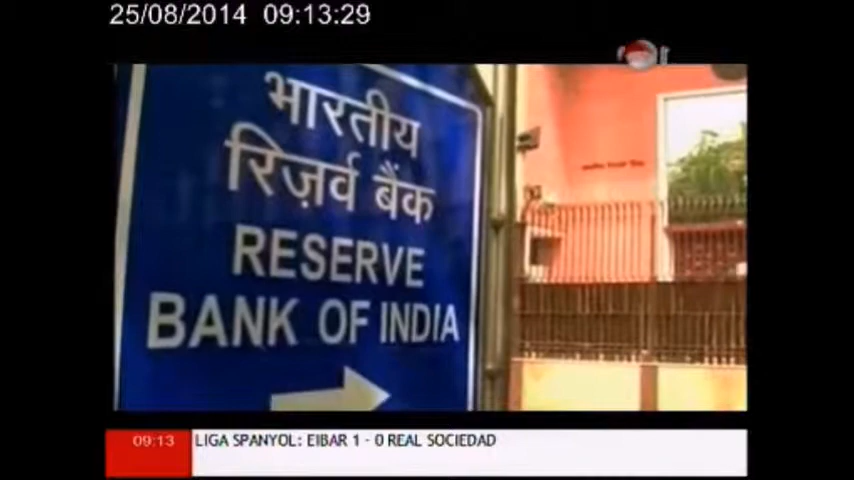 25/08/2014 09:13:29
भारतीय
रिज़र्व बैंक
RESERVE
BANK OF INDIA
09:13 LIGA SPANYOL: EIBAR 1 - 0 REAL SOCIEDAD